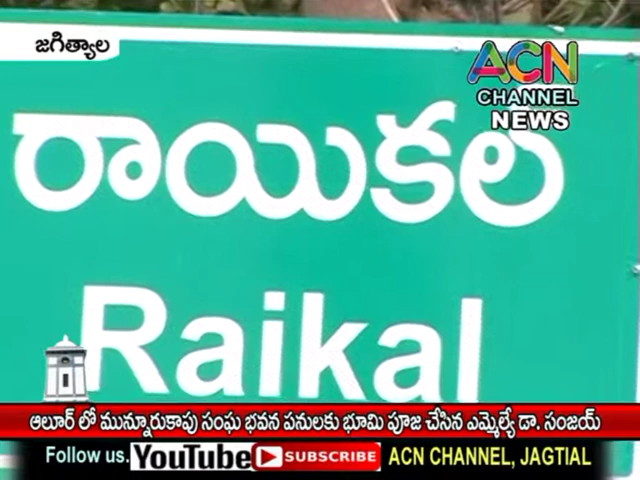 జగిత్యాల
ACN
CHANNEL
NEWS
రాయికల్
Raikal
ఆలూర్ లో మున్నూరుకాపు సంఘ భవన పనులకు భూమి పూజ చేసిన ఎమ్మెల్యే డా. సంజయ్
Follow us. YouTube SUBSCRIBE ACN CHANNEL, JAGTIAL